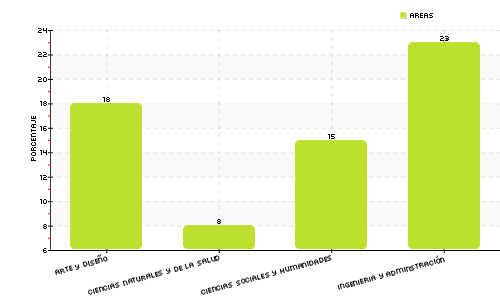 AREAS
24
22
20
18
16
14
12
10
8
6
PORCENTAJE
18
8
15
23
ARTE Y DISEÑO
CIENCIAS NATURALES Y DE LA SALUD
CIENCIAS SOCIALES Y HUMANIDADES
INGENIERIA Y ADMINSTRACIÓN